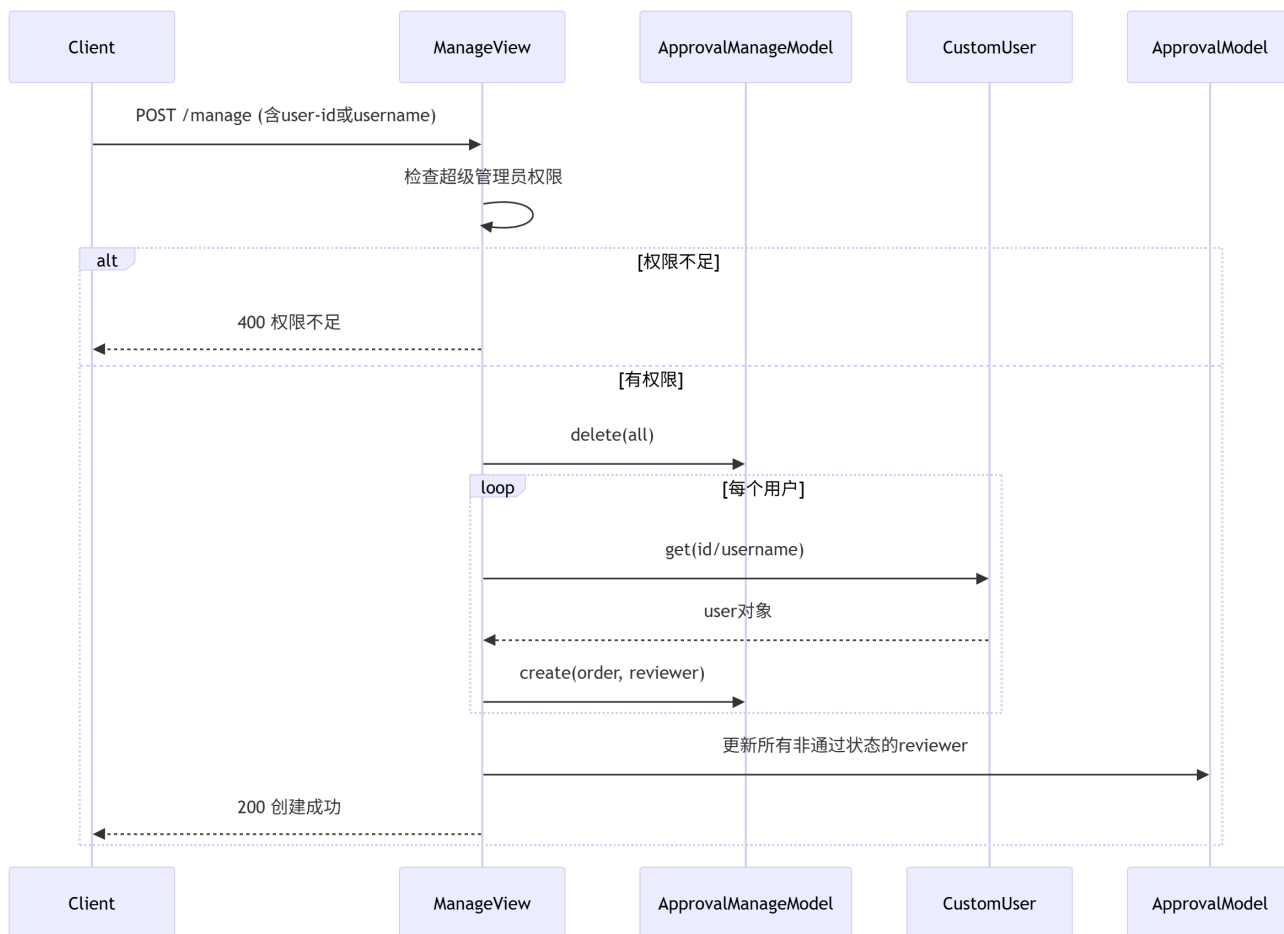 Client
ManageView
ApprovalManageModel
CustomUser
ApprovalModel
POST /manage (含user-id或username)
检查超级管理员权限
alt
[权限不足]
400 权限不足
[有权限]
delete(all)
loop
[每个用户]
get(id/username)
user对象
create(order, reviewer)
更新所有非通过状态的reviewer
200 创建成功
Client
ManageView
ApprovalManageModel
CustomUser
ApprovalModel